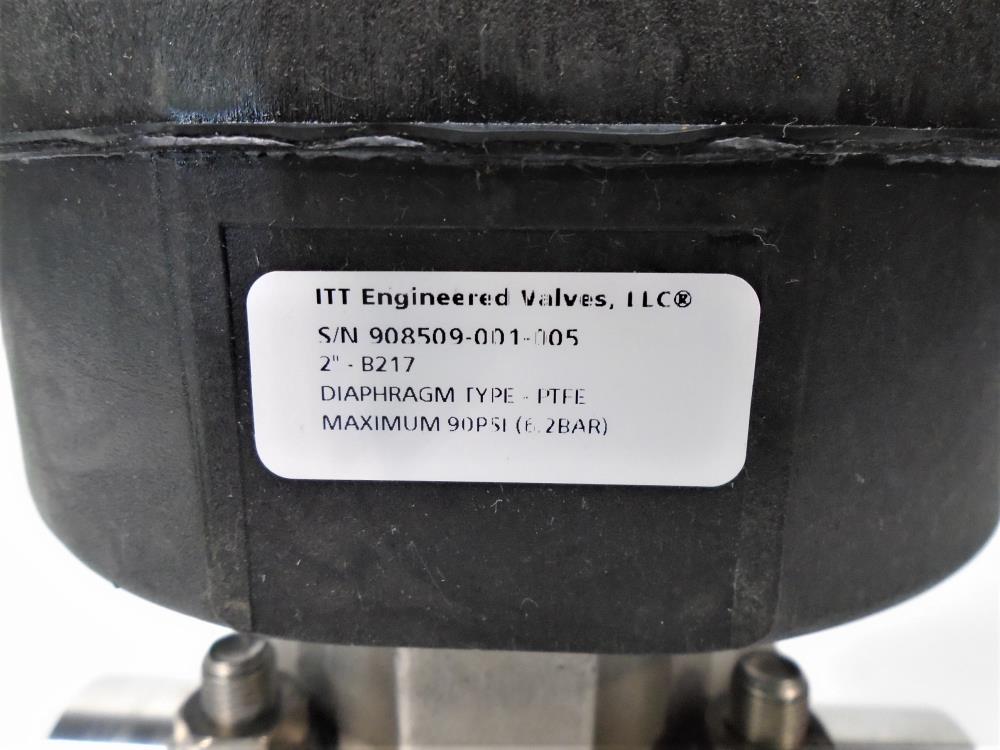 ITT Engineered Valves, LLC®
S/N 908509-001-005
2" - B217
DIAPHRAGM TYPE - PTFE
MAXIMUM 90PSI (6.2BAR)